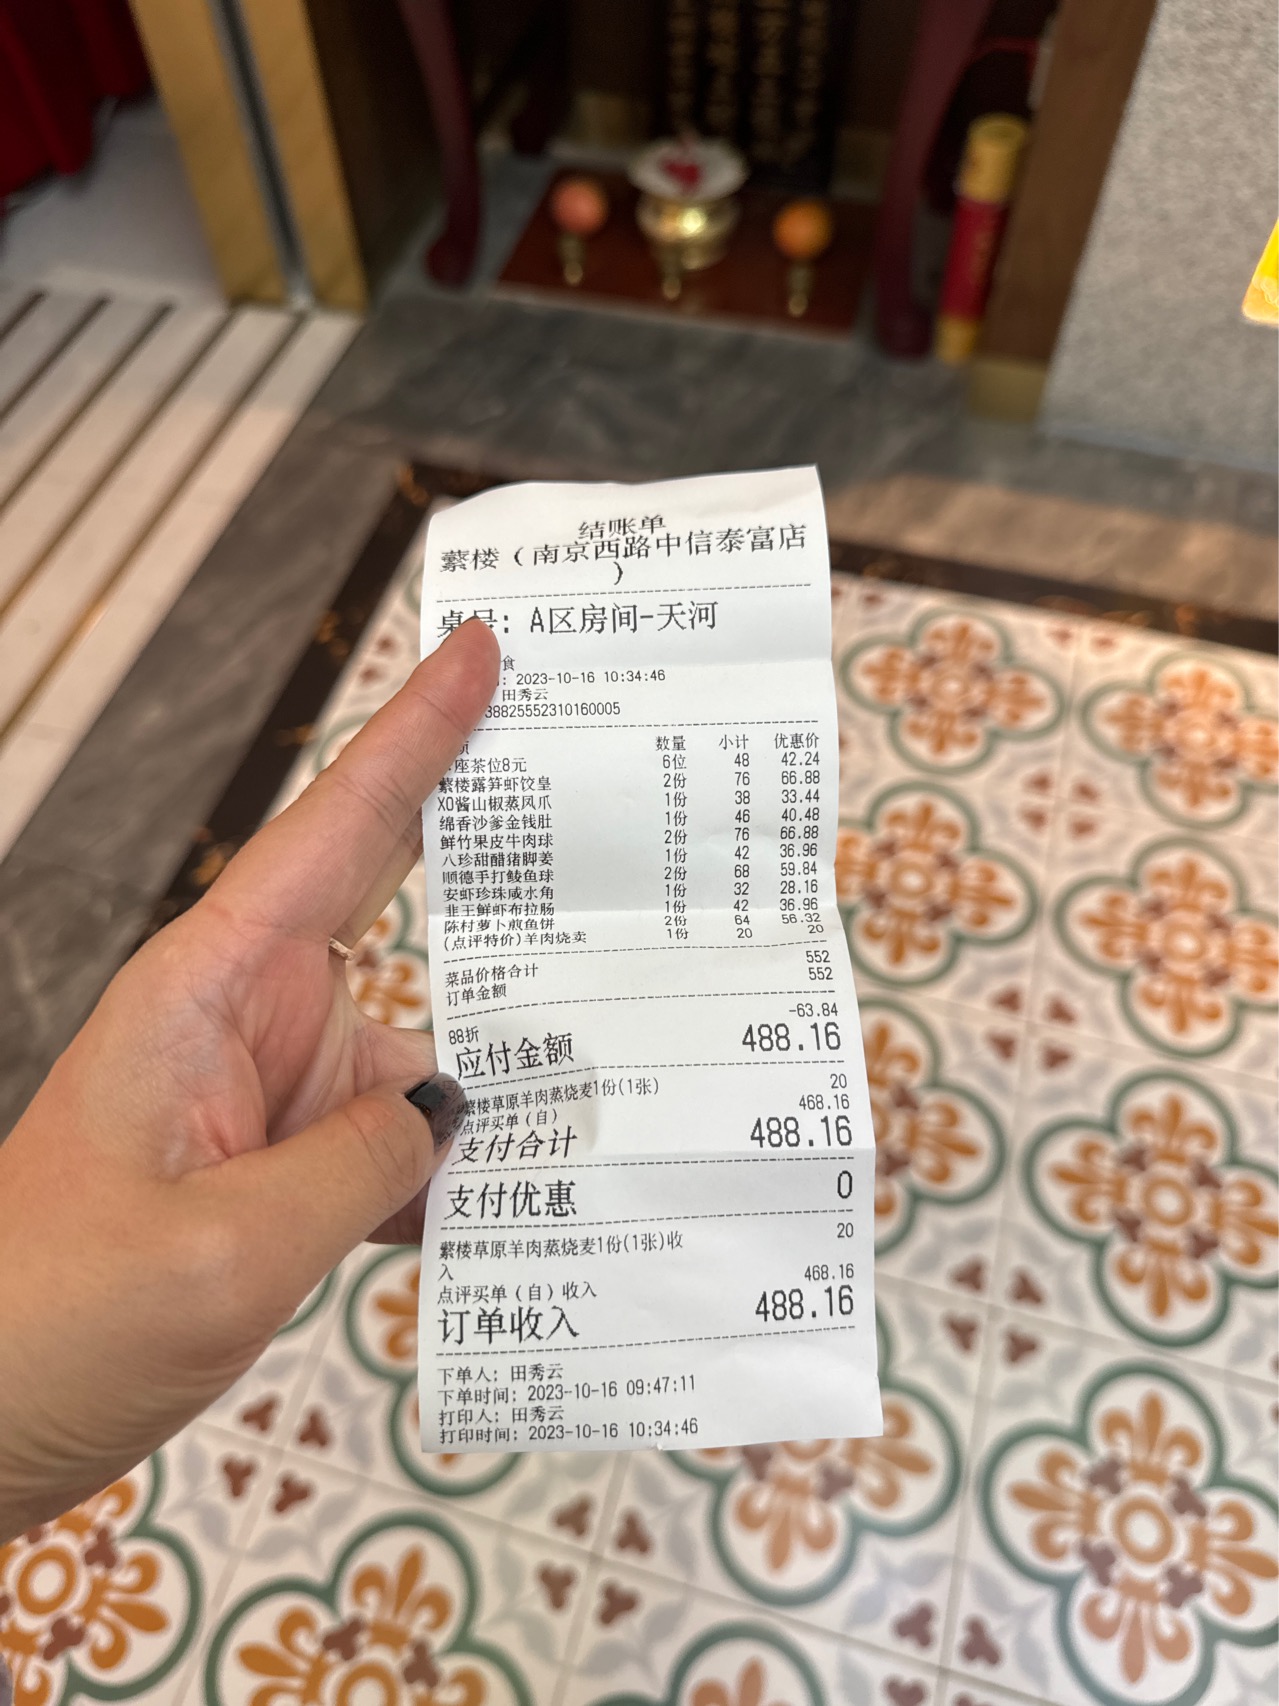 结账单
蘩楼（南京西路中信泰富店
）
桌号: A区房间-天河
食
: 2023-10-16 10:34:46
田秀云
38825552310160005
数量 小计 优惠价
座茶位8元 6位 48 42.24
蘩楼露笋虾饺皇 2份 76 66.88
XO酱山椒蒸凤爪 1份 38 33.44
绵香沙爹金钱肚 1份 46 40.48
鲜竹果皮牛肉球 2份 76 66.88
八珍甜醋猪脚姜 1份 42 36.96
顺德手打鲮鱼球 2份 68 59.84
安虾珍珠咸水角 1份 32 28.16
韭王鲜虾布拉肠 1份 42 36.96
陈村萝卜煎鱼饼 2份 64 56.32
(点评特价)羊肉烧卖 1份 20 20
菜品价格合计 552
订单金额 552
88折 -63.84
应付金额 488.16
蘩楼草原羊肉蒸烧麦1份(1张) 20
点评买单（自） 468.16
支付合计 488.16
支付优惠 0
蘩楼草原羊肉蒸烧麦1份(1张)收 20
入
点评买单（自）收入 468.16
订单收入 488.16
下单人: 田秀云
下单时间: 2023-10-16 09:47:11
打印人: 田秀云
打印时间: 2023-10-16 10:34:46